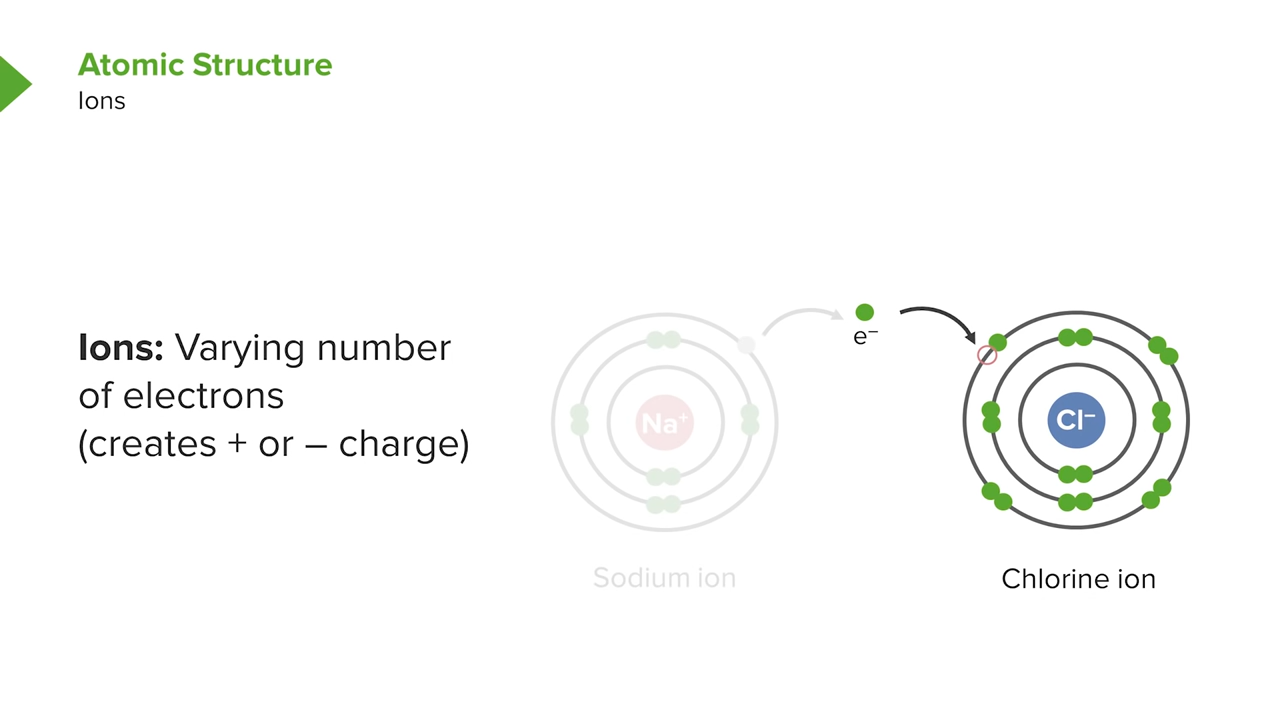 Atomic Structure
Ions
Ions: Varying number
of electrons
(creates + or – charge)
e⁻
Na⁺
Cl⁻
Sodium ion
Chlorine ion